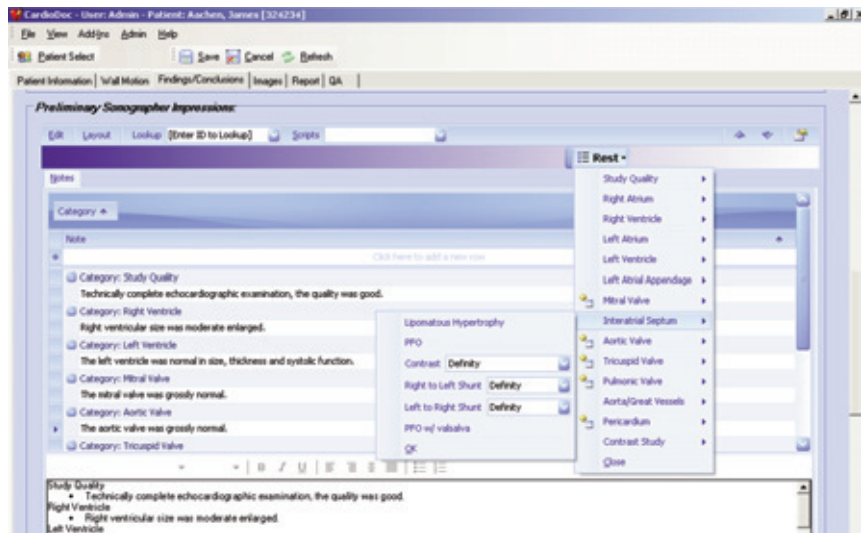 CardioDoc - User: Admin - Patient: Aachen, James [324234]
File View Add-Ins Admin Help
Patient Select Save Cancel Refresh
Patient Information Wall Motion Findings/Conclusions Images Report QA
Preliminary Sonographer Impressions:
Edit Layout Lookup [Enter ID to Lookup] Scripts
Rest
Notes
Category
Note
Click here to add a new row
Category: Study Quality
Technically complete echocardiographic examination, the quality was good.
Category: Right Ventricle
Right ventricular size was moderate enlarged.
Category: Left Ventricle
The left ventricle was normal in size, thickness and systolic function.
Category: Mitral Valve
The mitral valve was grossly normal.
Category: Aortic Valve
The aortic valve was grossly normal.
Category: Tricuspid Valve
Lipomatous Hypertrophy
PFO
Contrast Definity
Right to Left Shunt Definity
Left to Right Shunt Definity
PFO w/ valsalva
OK
Study Quality
Right Atrium
Right Ventricle
Left Atrium
Left Ventricle
Left Atrial Appendage
Mitral Valve
Interatrial Septum
Aortic Valve
Tricuspid Valve
Pulmonic Valve
Aorta/Great Vessels
Pericardium
Contrast Study
Close
B I U
Study Quality
• Technically complete echocardiographic examination, the quality was good.
Right Ventricle
• Right ventricular size was moderate enlarged.
Left Ventricle